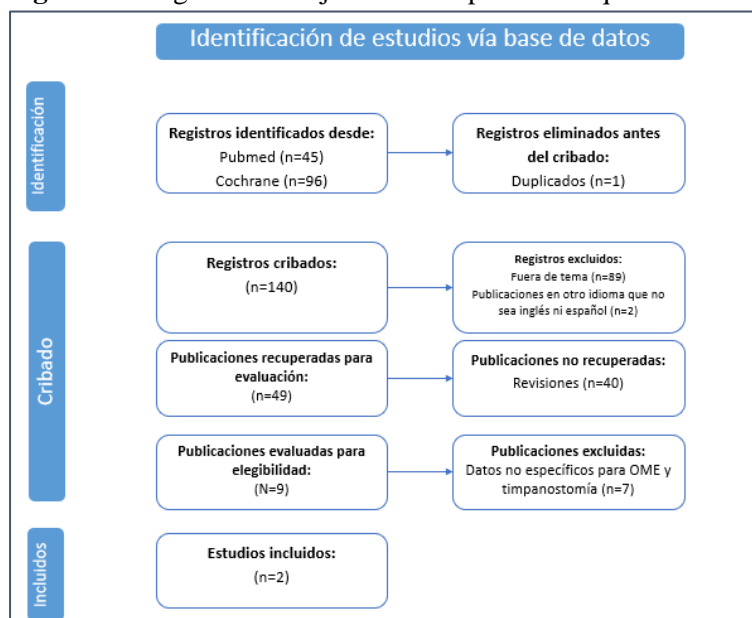 Identificación de estudios vía base de datos
Identificación
Registros identificados desde:
Pubmed (n=45)
Cochrane (n=96)
Registros eliminados antes
del cribado:
Duplicados (n=1)
Cribado
Registros cribados:
(n=140)
Registros excluidos:
Fuera de tema (n=89)
Publicaciones en otro idioma que no
sea inglés ni español (n=2)
Publicaciones recuperadas para
evaluación:
(n=49)
Publicaciones no recuperadas:
Revisiones (n=40)
Publicaciones evaluadas para
elegibilidad:
(N=9)
Publicaciones excluidas:
Datos no específicos para OME y
timpanostomía (n=7)
Incluidos
Estudios incluidos:
(n=2)